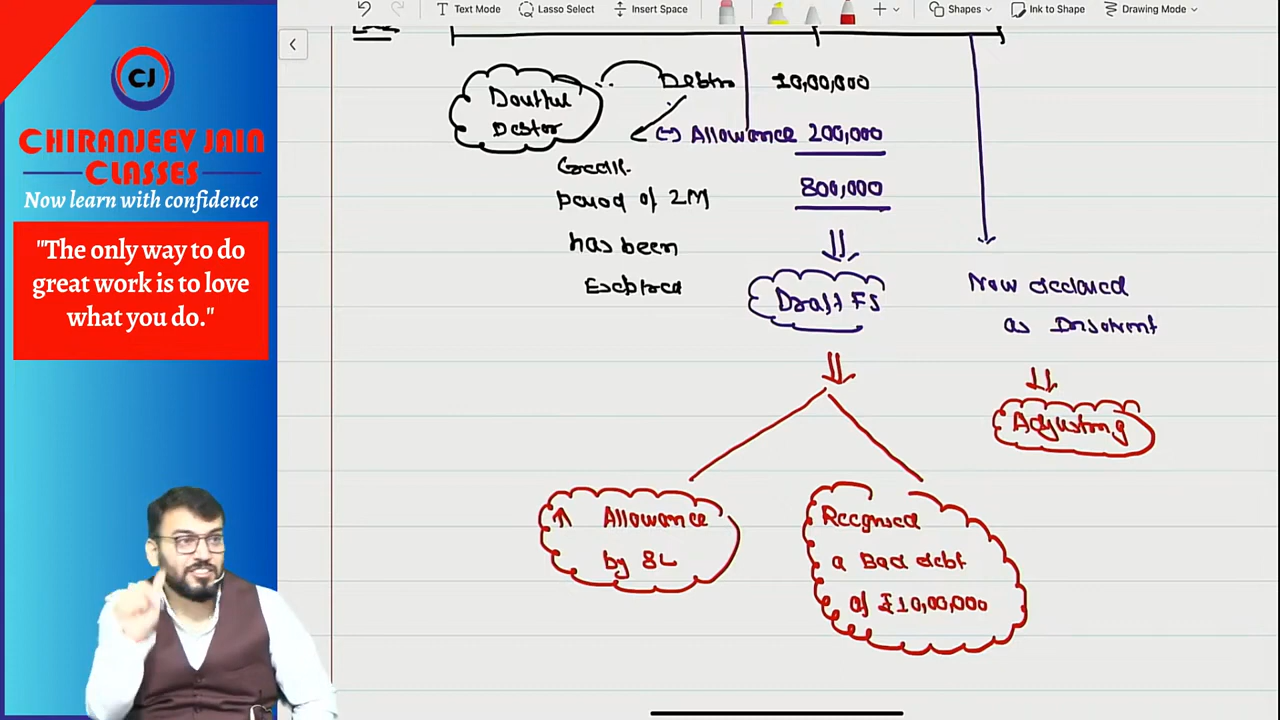 Text Mode
Lasso Select
Insert Space
Shapes
Ink to Shape
Drawing Mode
CJ
CHIRANJEEV JAIN
CLASSES
Now learn with confidence
"The only way to do
great work is to love
what you do."
Doutful
Debtor
Debtor 10,00,000
(-) Allowance 200,000
800,000
Credit
period of 2M
has been
Draft FS
Now declared
as Insolvent
Adjusting
↑ Allowance
by 8L
Recognised
a Bad debt
of ₹10,00,000